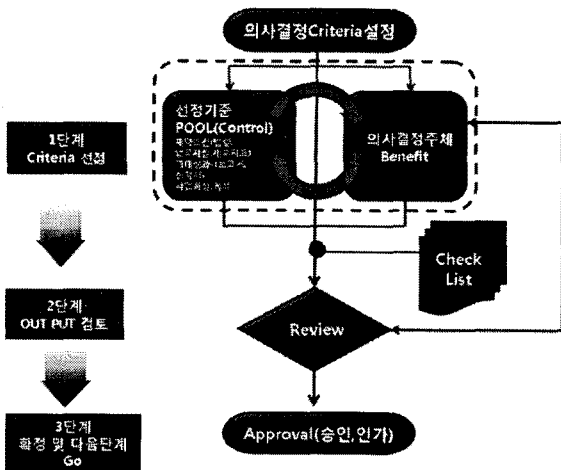 의사결정Criteria설정
선정기준
POOL(Control)
의사결정주체
Benefit
1단계
Criteria 선정
Check
List
2단계
OUT PUT 검토
Review
3단계
확정 및 다음단계
Go
Approval(승인,인가)